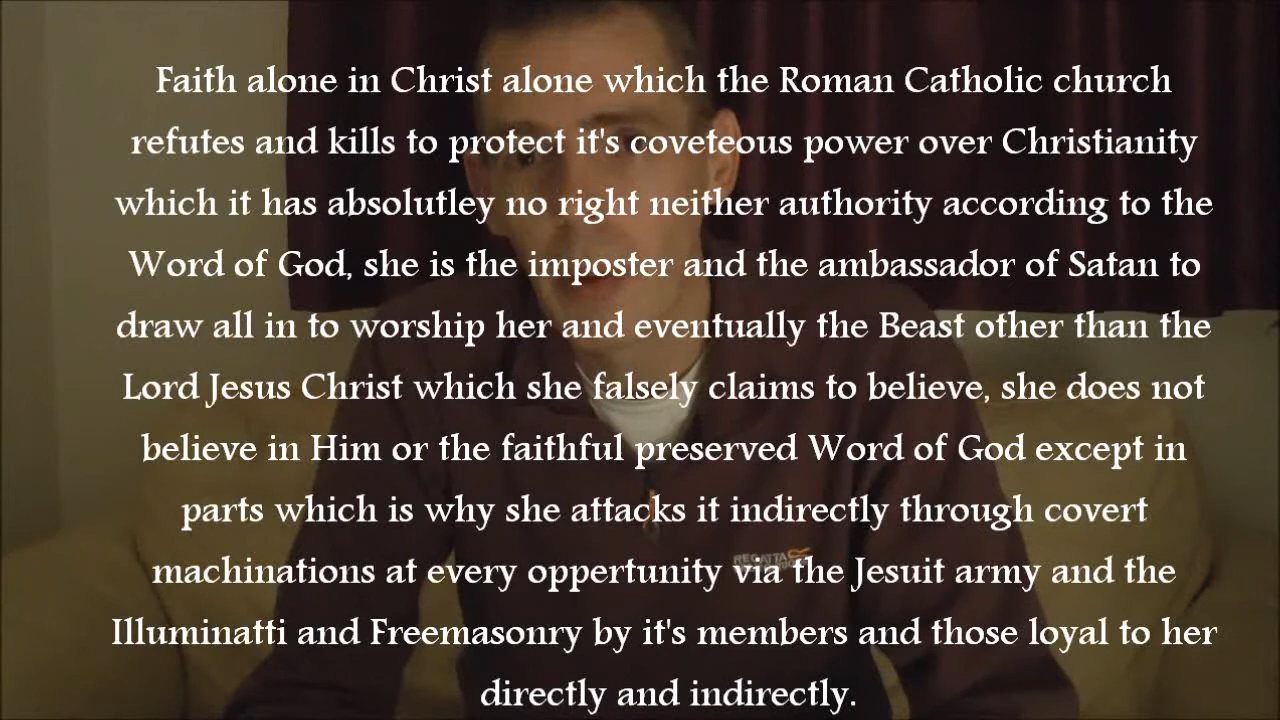 Faith alone in Christ alone which the Roman Catholic church
refutes and kills to protect it's coveteous power over Christianity
which it has absolutley no right neither authority according to the
Word of God, she is the imposter and the ambassador of Satan to
draw all in to worship her and eventually the Beast other than the
Lord Jesus Christ which she falsely claims to believe, she does not
believe in Him or the faithful preserved Word of God except in
parts which is why she attacks it indirectly through covert
machinations at every oppertunity via the Jesuit army and the
Illuminatti and Freemasonry by it's members and those loyal to her
directly and indirectly.
REGATTA